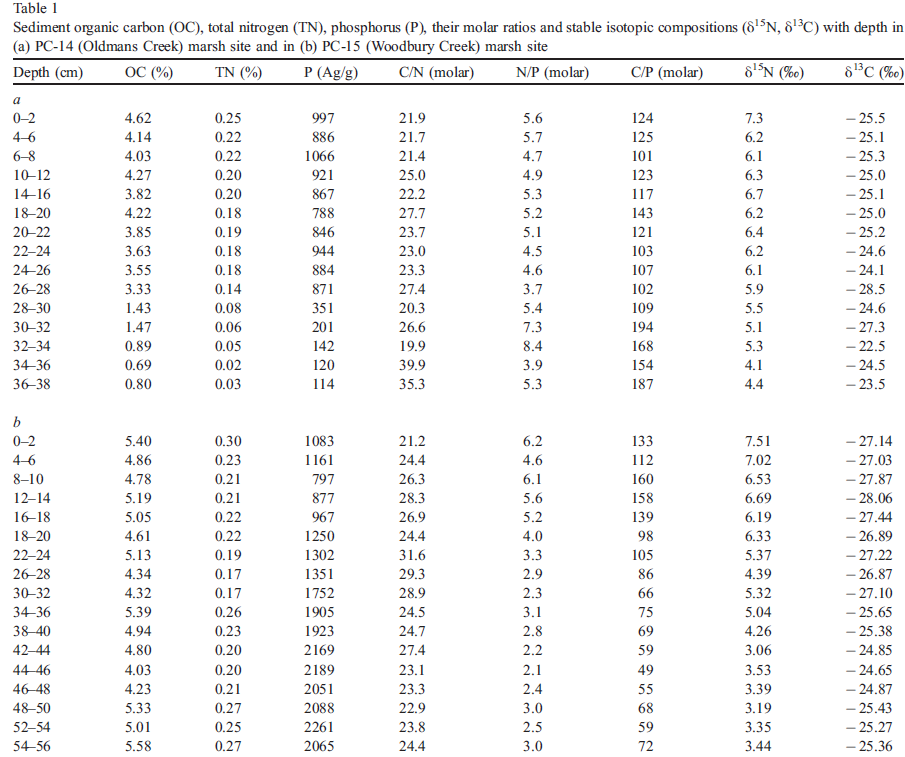 Table 1
Sediment organic carbon (OC), total nitrogen (TN), phosphorus (P), their molar ratios and stable isotopic compositions (δ15N, δ13C) with depth in
(a) PC-14 (Oldmans Creek) marsh site and in (b) PC-15 (Woodbury Creek) marsh site
Depth (cm) OC (%) TN (%) P (Ag/g) C/N (molar) N/P (molar) C/P (molar) δ15N (‰) δ13C (‰)
a
0–2 4.62 0.25 997 21.9 5.6 124 7.3 −25.5
4–6 4.14 0.22 886 21.7 5.7 125 6.2 −25.1
6–8 4.03 0.22 1066 21.4 4.7 101 6.1 −25.3
10–12 4.27 0.20 921 25.0 4.9 123 6.3 −25.0
14–16 3.82 0.20 867 22.2 5.3 117 6.7 −25.1
18–20 4.22 0.18 788 27.7 5.2 143 6.2 −25.0
20–22 3.85 0.19 846 23.7 5.1 121 6.4 −25.2
22–24 3.63 0.18 944 23.0 4.5 103 6.2 −24.6
24–26 3.55 0.18 884 23.3 4.6 107 6.1 −24.1
26–28 3.33 0.14 871 27.4 3.7 102 5.9 −28.5
28–30 1.43 0.08 351 20.3 5.4 109 5.5 −24.6
30–32 1.47 0.06 201 26.6 7.3 194 5.1 −27.3
32–34 0.89 0.05 142 19.9 8.4 168 5.3 −22.5
34–36 0.69 0.02 120 39.9 3.9 154 4.1 −24.5
36–38 0.80 0.03 114 35.3 5.3 187 4.4 −23.5
b
0–2 5.40 0.30 1083 21.2 6.2 133 7.51 −27.14
4–6 4.86 0.23 1161 24.4 4.6 112 7.02 −27.03
8–10 4.78 0.21 797 26.3 6.1 160 6.53 −27.87
12–14 5.19 0.21 877 28.3 5.6 158 6.69 −28.06
16–18 5.05 0.22 967 26.9 5.2 139 6.19 −27.44
18–20 4.61 0.22 1250 24.4 4.0 98 6.33 −26.89
22–24 5.13 0.19 1302 31.6 3.3 105 5.37 −27.22
26–28 4.34 0.17 1351 29.3 2.9 86 4.39 −26.87
30–32 4.32 0.17 1752 28.9 2.3 66 5.32 −27.10
34–36 5.39 0.26 1905 24.5 3.1 75 5.04 −25.65
38–40 4.94 0.23 1923 24.7 2.8 69 4.26 −25.38
42–44 4.80 0.20 2169 27.4 2.2 59 3.06 −24.85
44–46 4.03 0.20 2189 23.1 2.1 49 3.53 −24.65
46–48 4.23 0.21 2051 23.3 2.4 55 3.39 −24.87
48–50 5.33 0.27 2088 22.9 3.0 68 3.19 −25.43
52–54 5.01 0.25 2261 23.8 2.5 59 3.35 −25.27
54–56 5.58 0.27 2065 24.4 3.0 72 3.44 −25.36